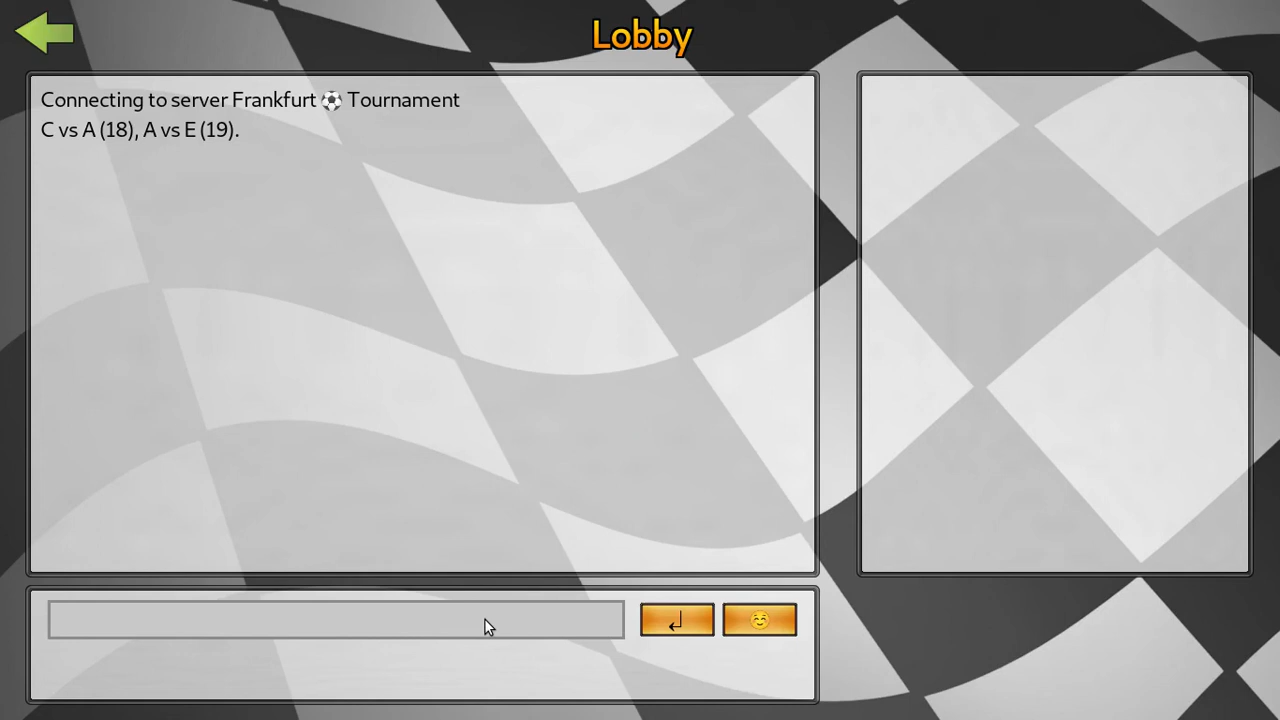 Lobby
Connecting to server Frankfurt ⚽ Tournament
C vs A (18), A vs E (19).